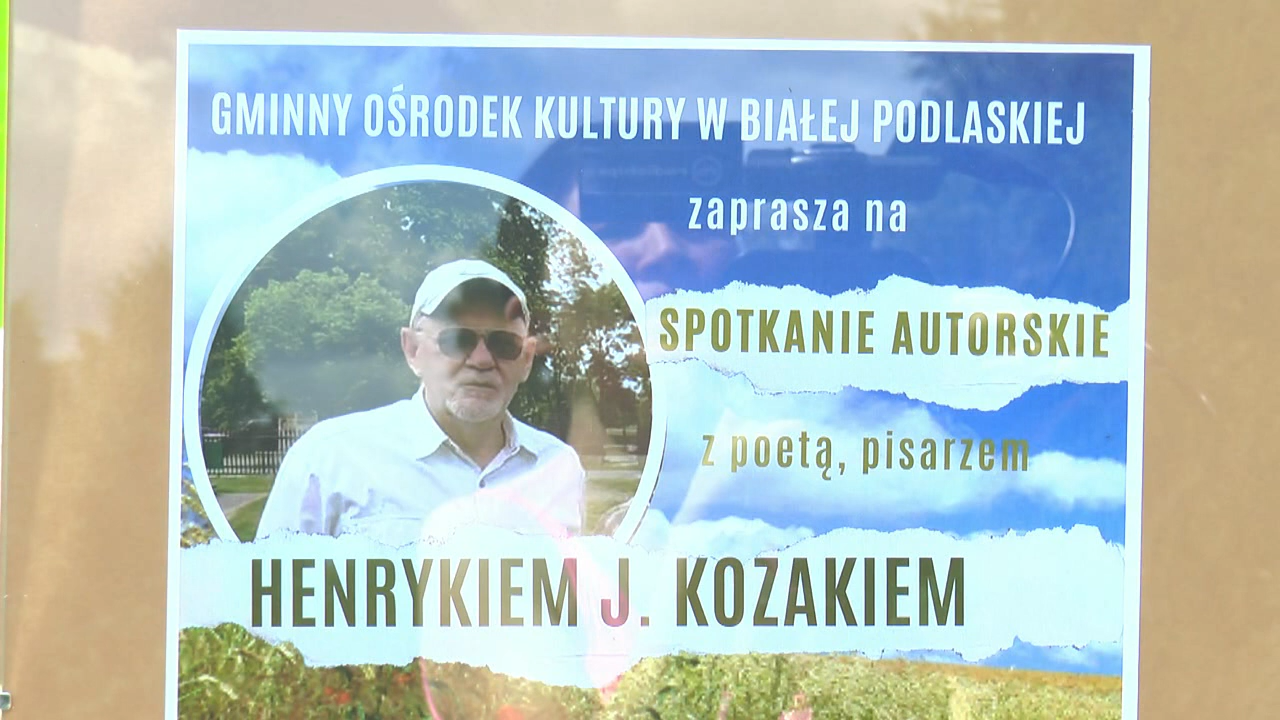 GMINNY OŚRODEK KULTURY W BIAŁEJ PODLASKIEJ
zaprasza na
SPOTKANIE AUTORSKIE
z poetą, pisarzem
HENRYKIEM J. KOZAKIEM